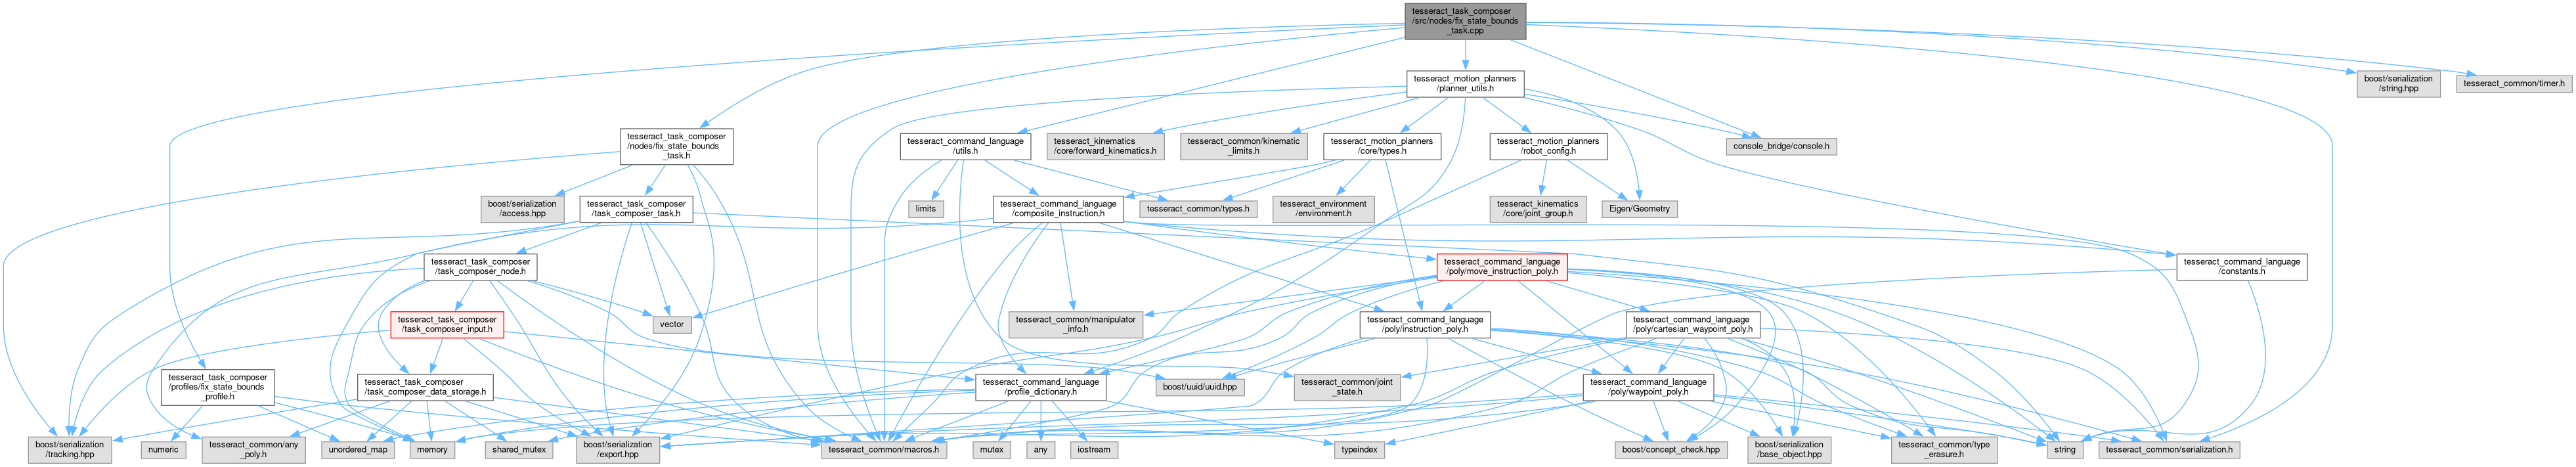 tesseract_task_composer
/src/nodes/fix_state_bounds
_task.cpp
tesseract_motion_planners
/planner_utils.h
boost/serialization
/string.hpp
tesseract_common/timer.h
tesseract_task_composer
/nodes/fix_state_bounds
_task.h
tesseract_command_language
/utils.h
tesseract_kinematics
/core/forward_kinematics.h
tesseract_common/kinematic
_limits.h
tesseract_motion_planners
/core/types.h
tesseract_motion_planners
/robot_config.h
console_bridge/console.h
boost/serialization
/access.hpp
tesseract_task_composer
/task_composer_task.h
limits
tesseract_command_language
/composite_instruction.h
tesseract_common/types.h
tesseract_environment
/environment.h
tesseract_kinematics
/core/joint_group.h
Eigen/Geometry
tesseract_task_composer
/task_composer_node.h
tesseract_command_language
/poly/move_instruction_poly.h
tesseract_command_language
/constants.h
tesseract_task_composer
/task_composer_input.h
vector
tesseract_common/manipulator
_info.h
tesseract_command_language
/poly/instruction_poly.h
tesseract_command_language
/poly/cartesian_waypoint_poly.h
tesseract_task_composer
/profiles/fix_state_bounds
_profile.h
tesseract_task_composer
/task_composer_data_storage.h
tesseract_command_language
/profile_dictionary.h
boost/uuid/uuid.hpp
tesseract_common/joint
_state.h
tesseract_command_language
/poly/waypoint_poly.h
boost/serialization
/tracking.hpp
numeric
tesseract_common/any
_poly.h
unordered_map
memory
shared_mutex
boost/serialization
/export.hpp
tesseract_common/macros.h
mutex
any
iostream
typeindex
boost/concept_check.hpp
boost/serialization
/base_object.hpp
tesseract_common/type
_erasure.h
string
tesseract_common/serialization.h